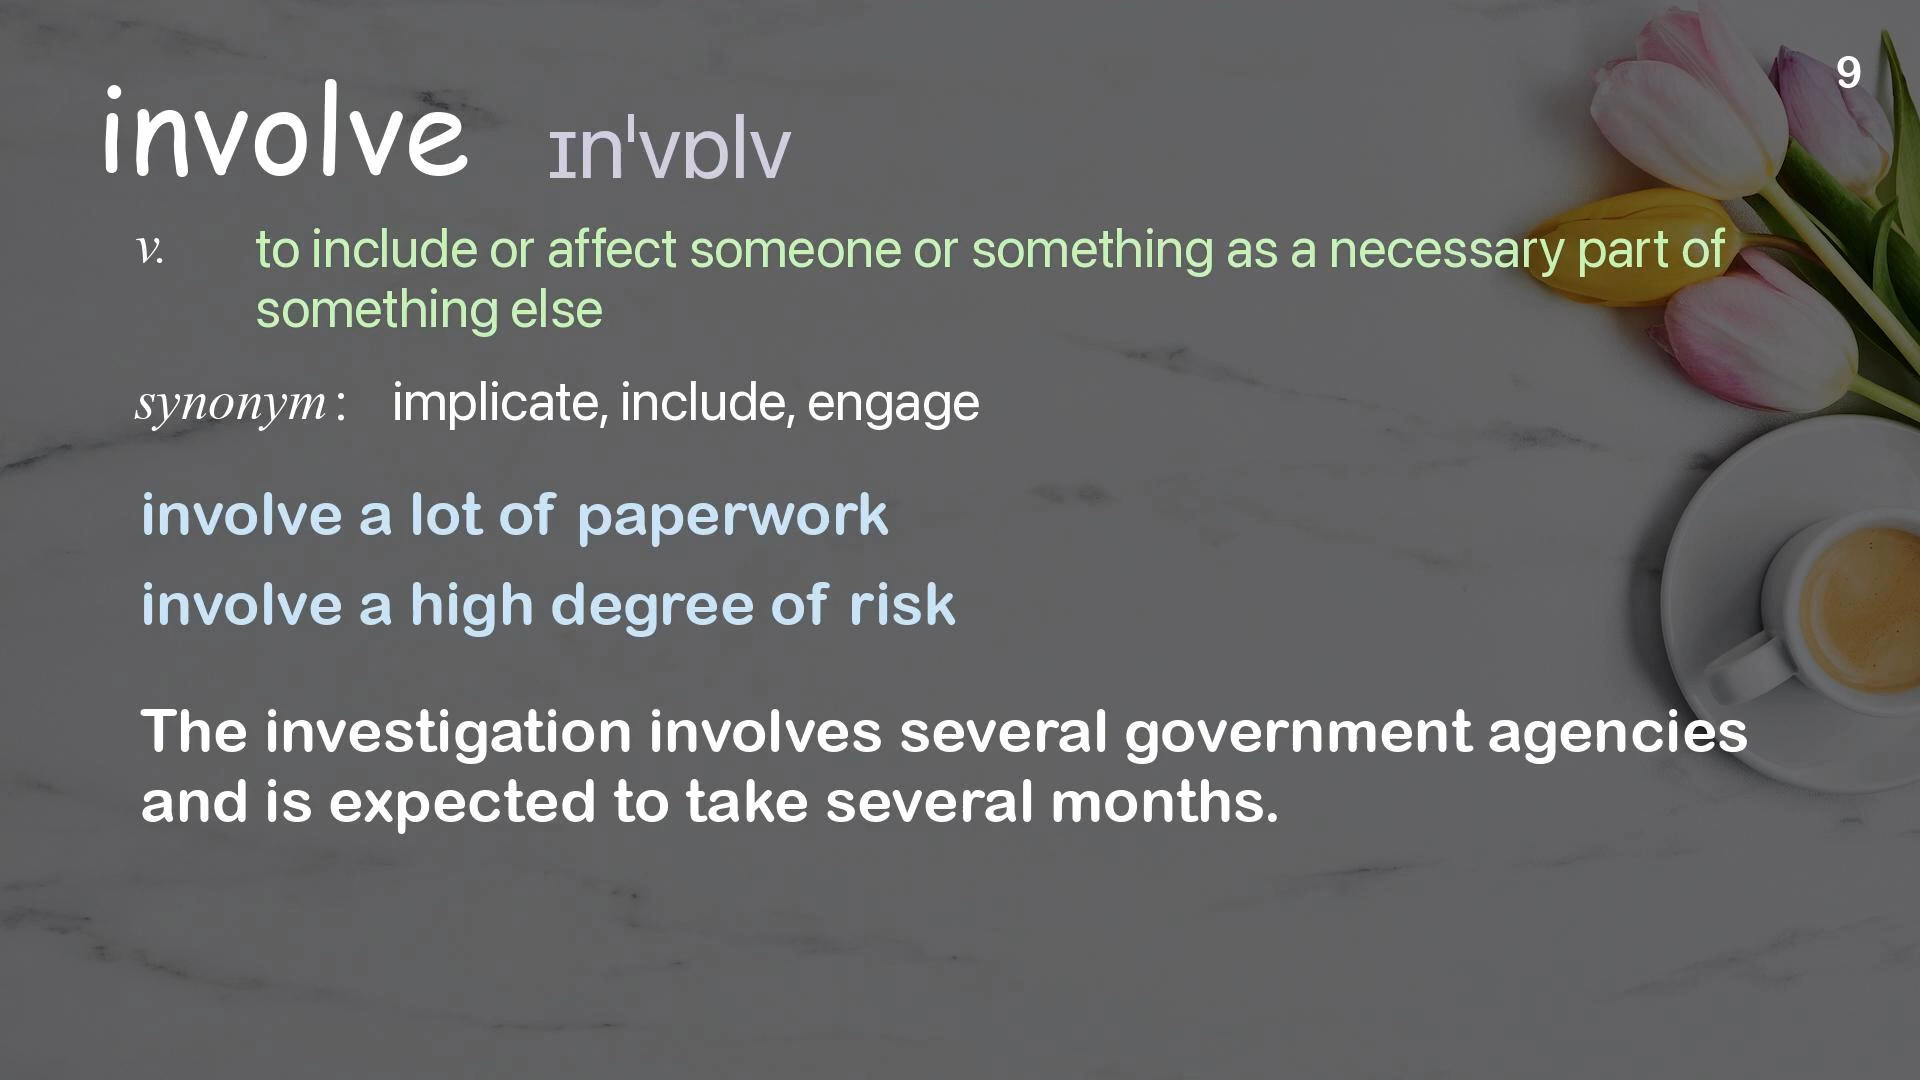 9
involve ɪn'vɒlv
v. to include or affect someone or something as a necessary part of
something else
synonym: implicate, include, engage
involve a lot of paperwork
involve a high degree of risk
The investigation involves several government agencies
and is expected to take several months.